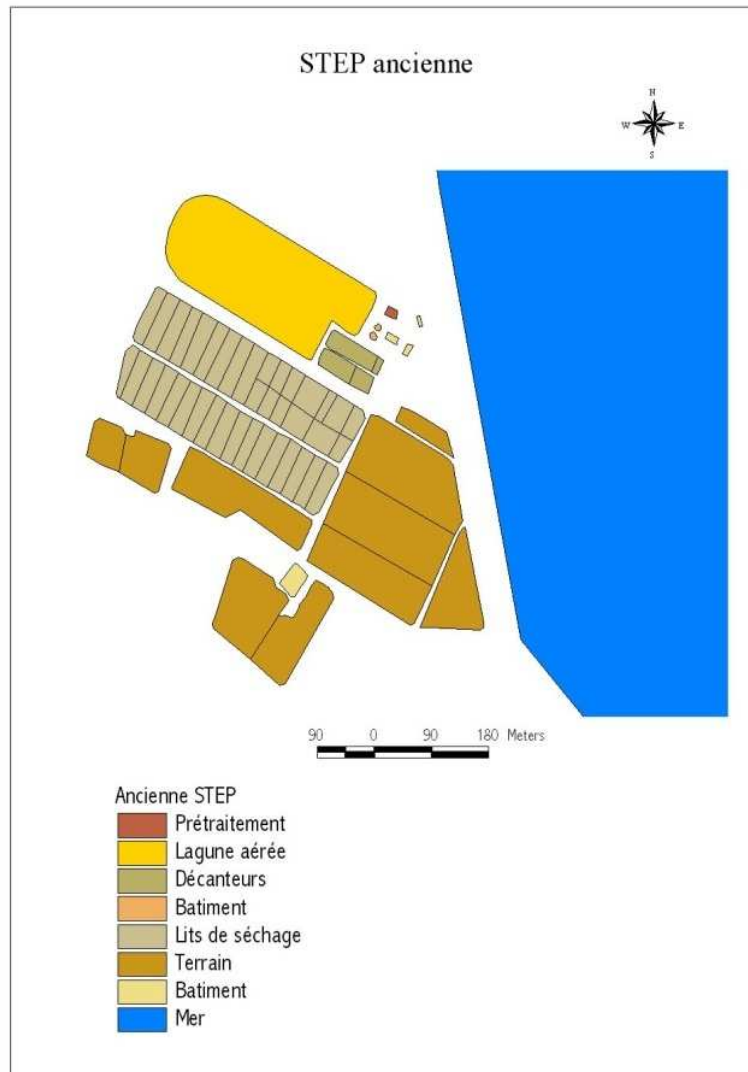 STEP ancienne
N
W E
S
90 0 90 180 Meters
Ancienne STEP
Prétraitement
Lagune aérée
Décanteurs
Batiment
Lits de séchage
Terrain
Batiment
Mer